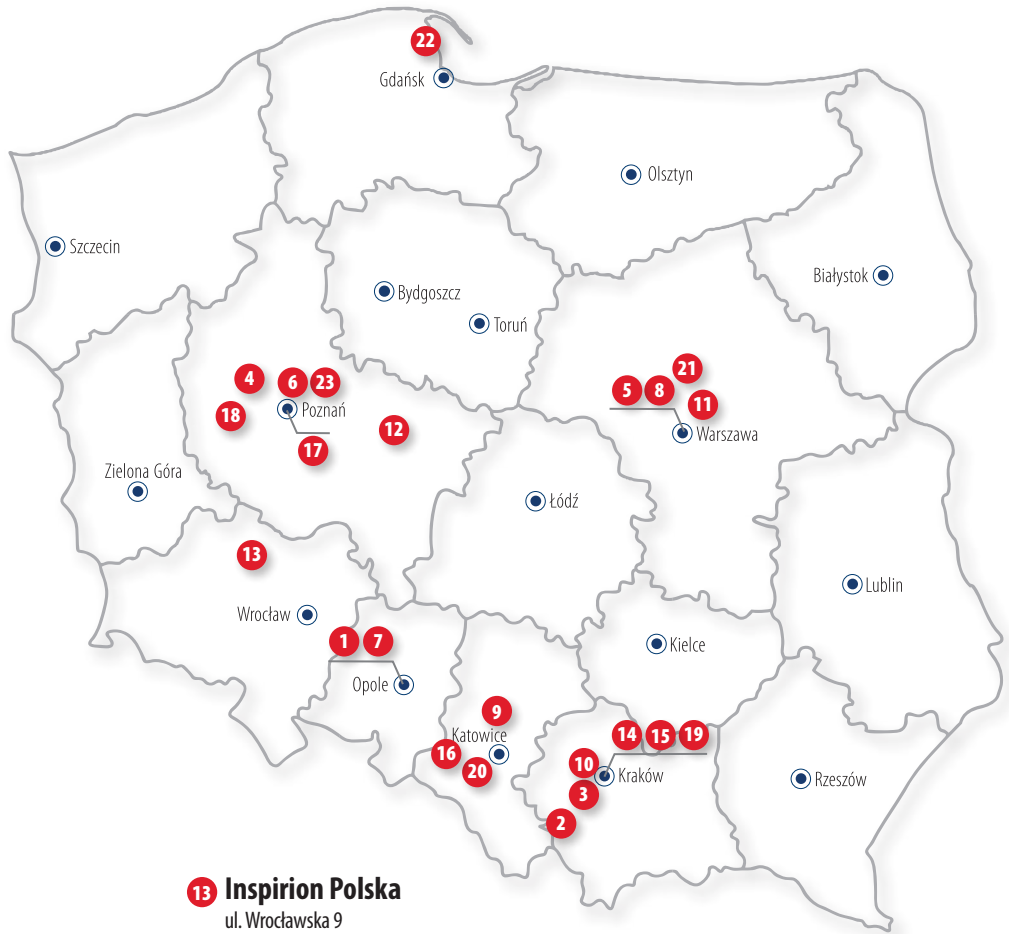 22
Gdańsk
Olsztyn
Szczecin
Białystok
Bydgoszcz
Toruń
21
4
6
23
5
8
11
18
Poznań
12
Warszawa
17
Zielona Góra
Łódź
13
Lublin
Wrocław
1
7
Kielce
Opole
9
Katowice
14
15
19
16
10
20
Kraków
Rzeszów
3
2
13 Inspirion Polska
ul. Wrocławska 9